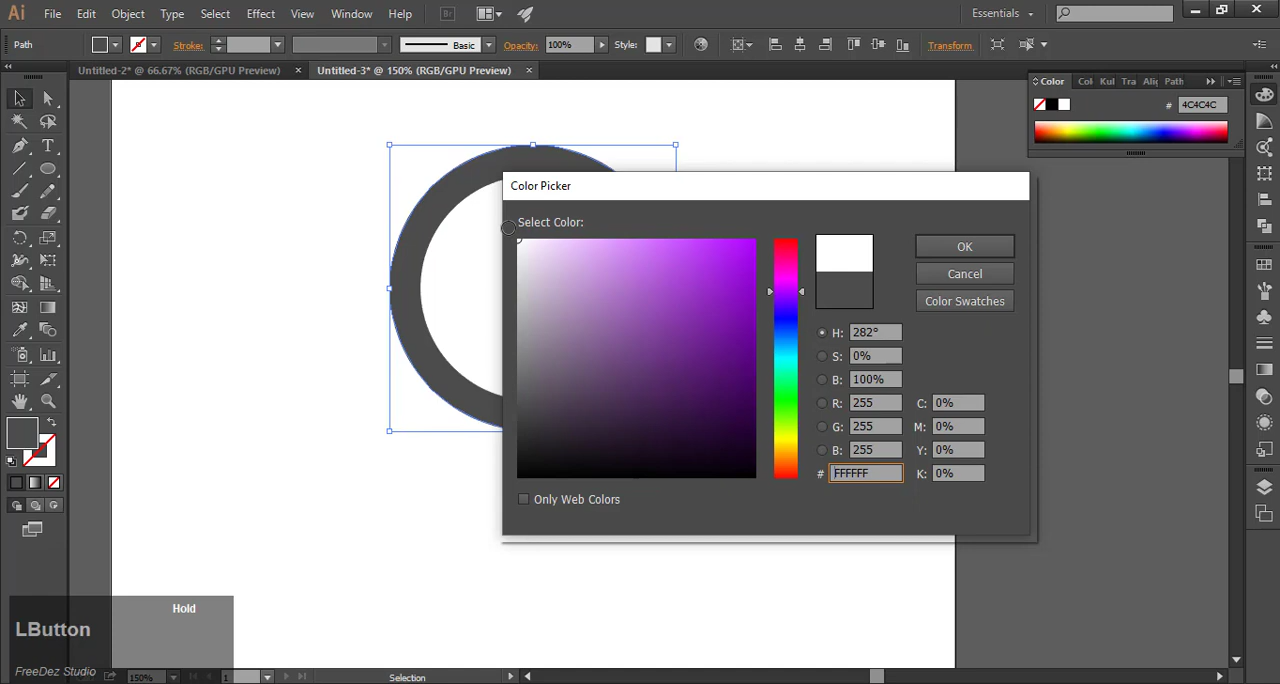 Ai File Edit Object Type Select Effect View Window Help Br Essentials
Path Stroke: Basic Opacity: 100% Style: Transform
Untitled-2* @ 66.67% (RGB/GPU Preview) × Untitled-3* @ 150% (RGB/GPU Preview) ×
Color Col Kul Tra Alig Path
# 4C4C4C
Color Picker
Select Color:
OK
Cancel
Color Swatches
H: 282°
S: 0%
B: 100%
R: 255 C: 0%
G: 255 M: 0%
B: 255 Y: 0%
# FFFFFF K: 0%
Only Web Colors
Hold
LButton
FreeDez Studio
150% 1 Selection